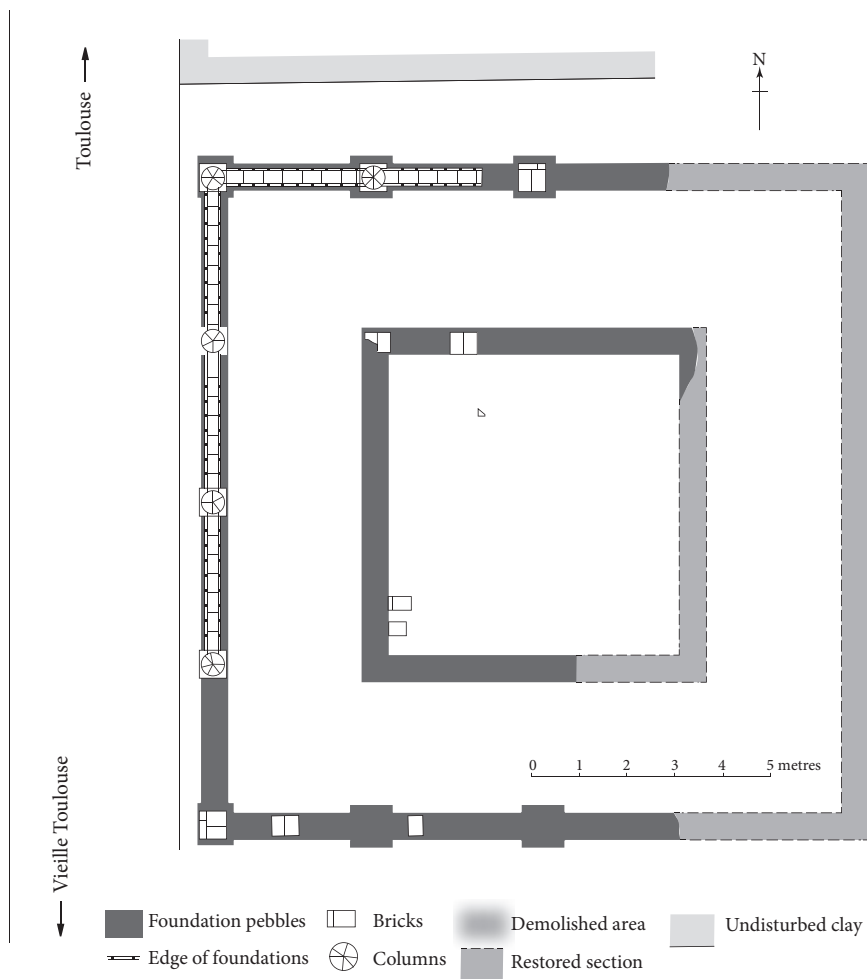 N
Toulouse
0 1 2 3 4 5 metres
Vieille Toulouse
Foundation pebbles
Bricks
Demolished area
Undisturbed clay
Edge of foundations
Columns
Restored section